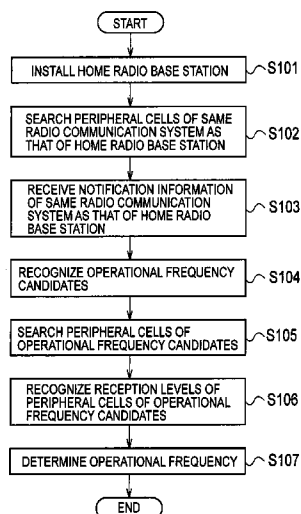 START
INSTALL HOME RADIO BASE STATION
S101
SEARCH PERIPHERAL CELLS OF SAME
RADIO COMMUNICATION SYSTEM AS
THAT OF HOME RADIO BASE STATION
S102
RECEIVE NOTIFICATION INFORMATION
OF SAME RADIO COMMUNICATION
SYSTEM AS THAT OF HOME RADIO
BASE STATION
S103
RECOGNIZE OPERATIONAL FREQUENCY
CANDIDATES
S104
SEARCH PERIPHERAL CELLS OF
OPERATIONAL FREQUENCY CANDIDATES
S105
RECOGNIZE RECEPTION LEVELS OF
PERIPHERAL CELLS OF OPERATIONAL
FREQUENCY CANDIDATES
S106
DETERMINE OPERATIONAL FREQUENCY
S107
END